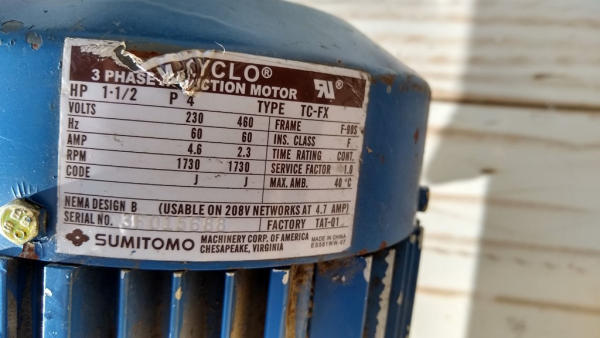 CYCLO®
3 PHASE INDUCTION MOTOR
HP 1-1/2 P 4 TYPE TC-FX
VOLTS 230 460 FRAME F-90S
Hz 60 60 INS. CLASS F
AMP 4.6 2.3 TIME RATING CONT.
RPM 1730 1730 SERVICE FACTOR 1.0
CODE J J MAX. AMB. 40 °C
NEMA DESIGN B (USABLE ON 208V NETWORKS AT 4.7 AMP)
SERIAL NO. FACTORY TAT-01
SUMITOMO MACHINERY CORP. OF AMERICA
CHESAPEAKE, VIRGINIA
MADE IN CHINA